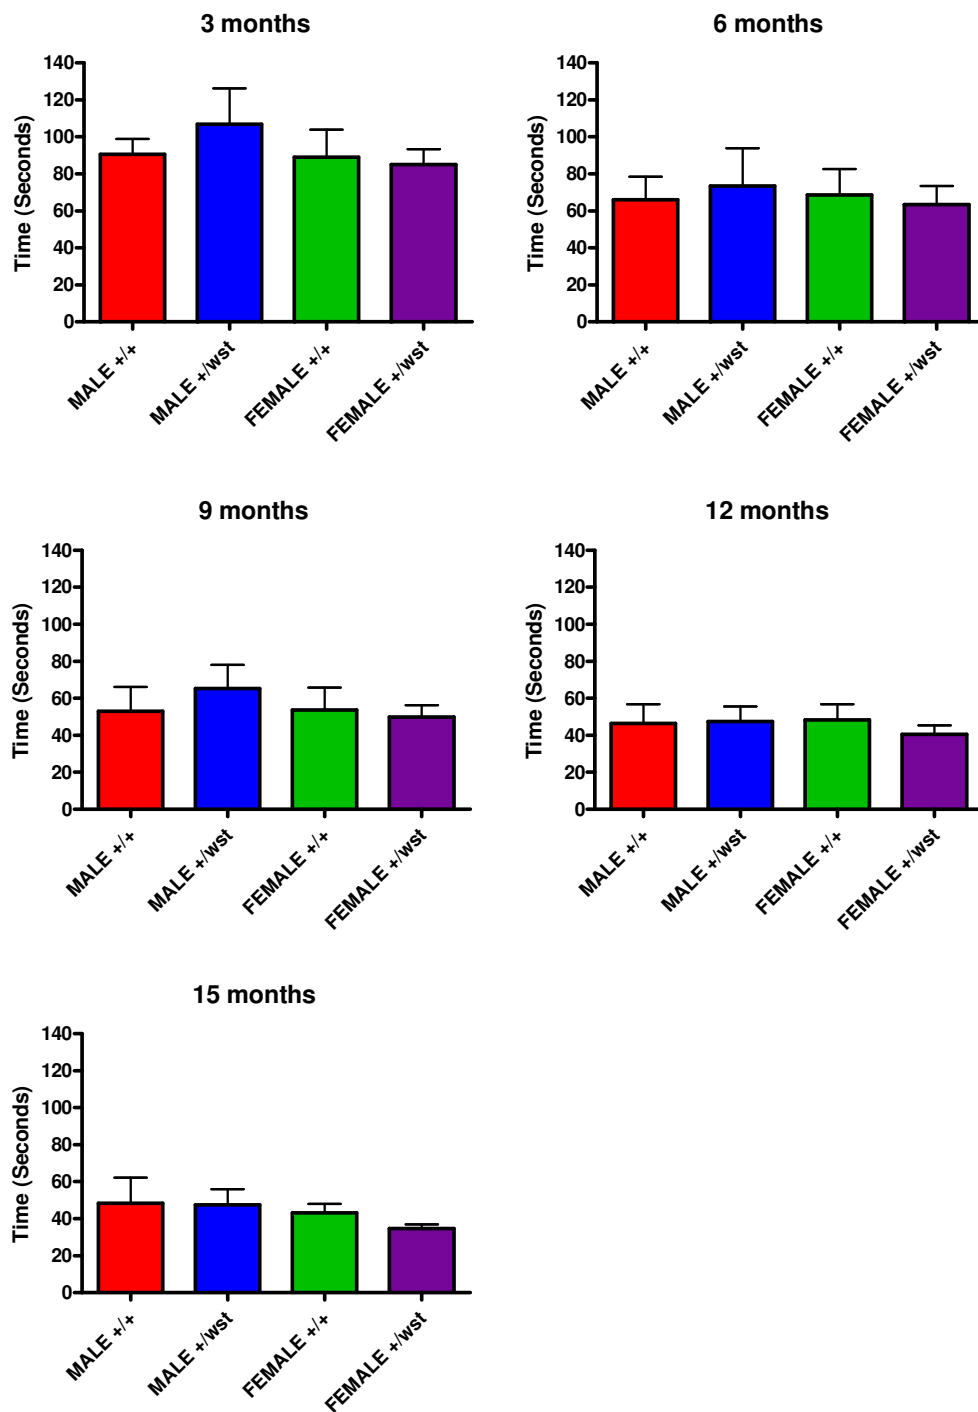 3 months
Time (Seconds)
140
120
100
80
60
40
20
0
MALE +/+
MALE +/wst
FEMALE +/+
FEMALE +/wst
6 months
Time (Seconds)
140
120
100
80
60
40
20
0
MALE +/+
MALE +/wst
FEMALE +/+
FEMALE +/wst
9 months
Time (Seconds)
140
120
100
80
60
40
20
0
MALE +/+
MALE +/wst
FEMALE +/+
FEMALE +/wst
12 months
Time (Seconds)
140
120
100
80
60
40
20
0
MALE +/+
MALE +/wst
FEMALE +/+
FEMALE +/wst
15 months
Time (Seconds)
140
120
100
80
60
40
20
0
MALE +/+
MALE +/wst
FEMALE +/+
FEMALE +/wst